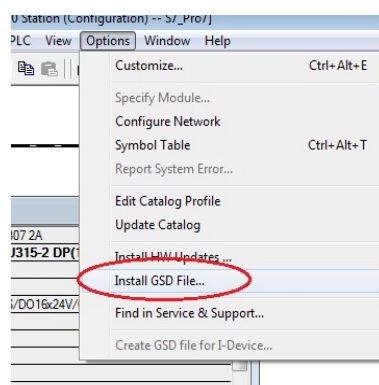 0 Station (Configuration) -- S7_Pro7]
PLC View Options Window Help
Customize... Ctrl+Alt+E
Specify Module...
Configure Network
Symbol Table Ctrl+Alt+T
Report System Error...
Edit Catalog Profile
Update Catalog
307 2A
J315-2 DP(1
Install HW Updates ...
Install GSD File...
/DO16x24V/
Find in Service & Support...
Create GSD file for I-Device...